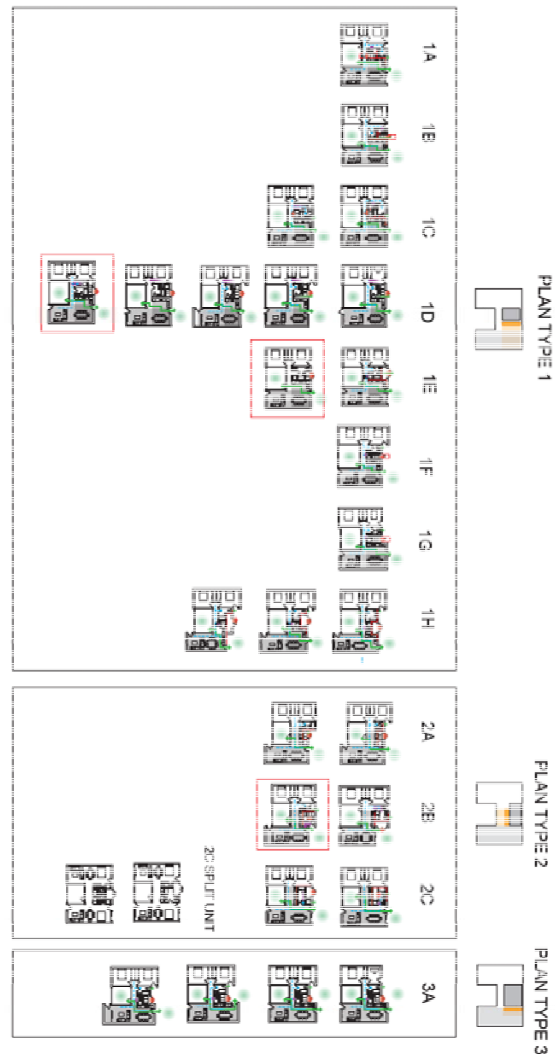 PLAN TYPE 1
1A
1B
1C
1D
1E
1F
1G
1H
PLAN TYPE 2
2A
2B
2C
2C SPLIT UNIT
PLAN TYPE 3
3A